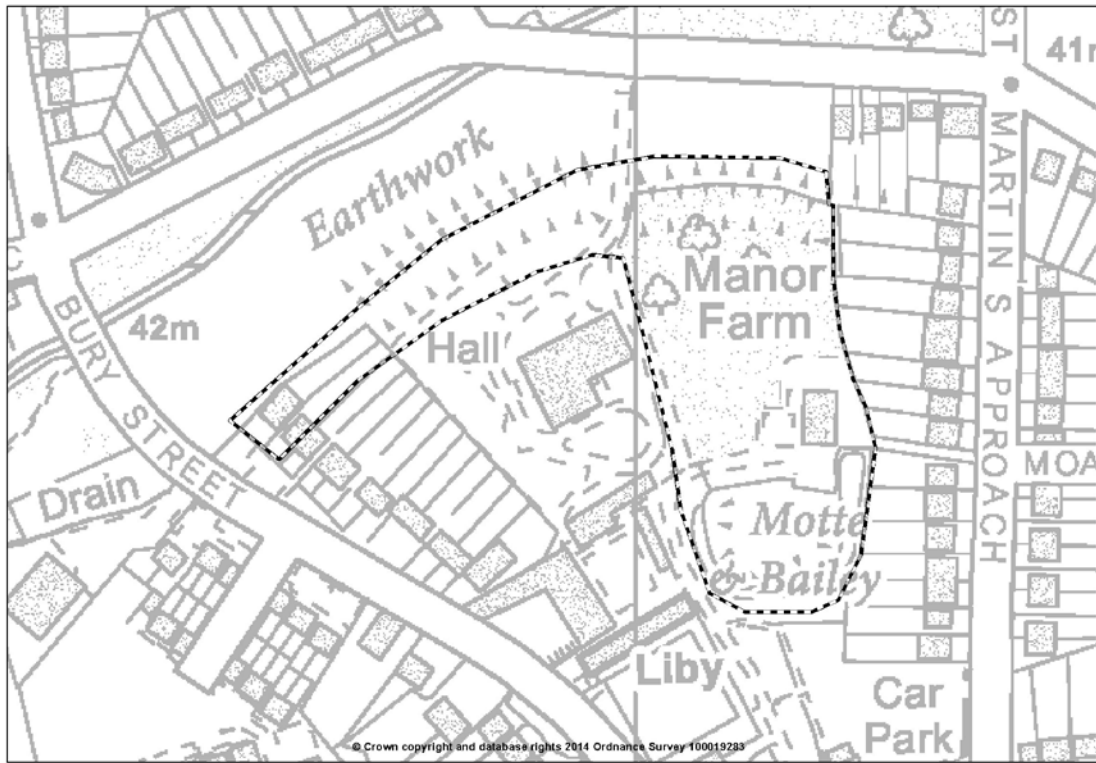 ST MARTIN'S APPROACH
Earthwork
Manor
Farm
42m
Hall
BURY STREET
Drain
MOA
Motte
& Bailey
Liby
Car
Park
© Crown copyright and database rights 2014 Ordnance Survey 100019283